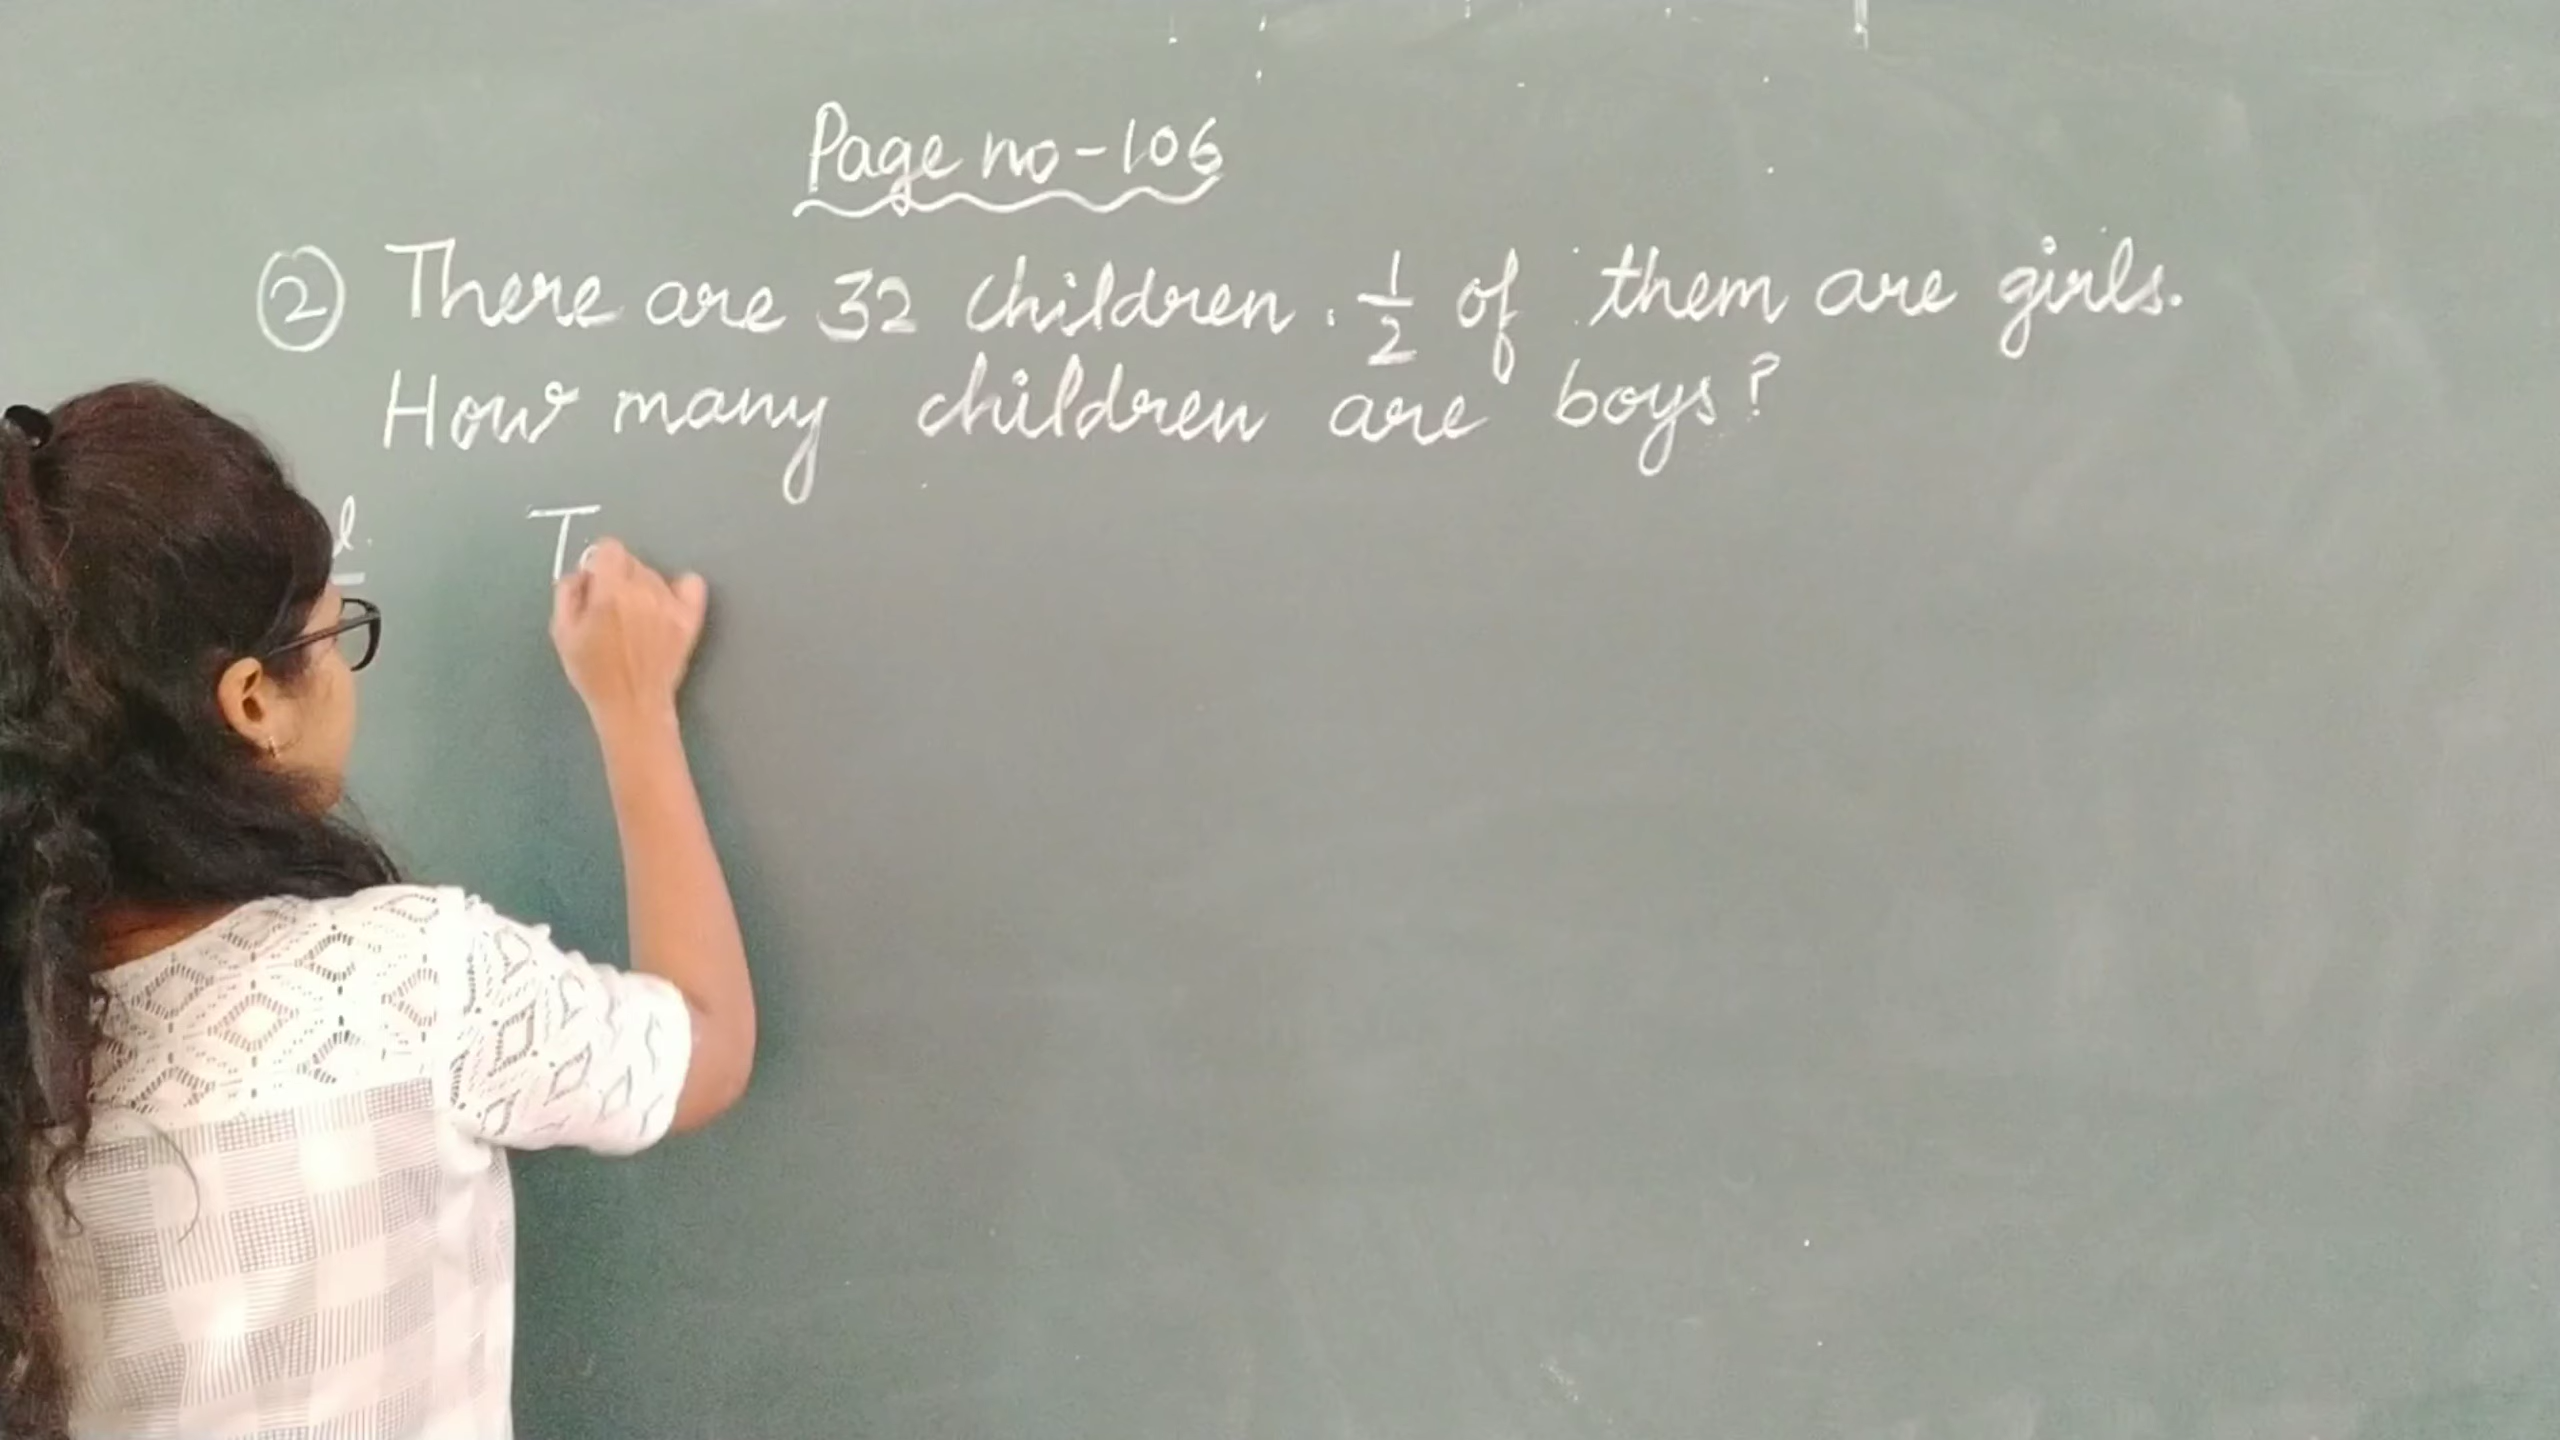 Page no-106
② There are 32 children. 1/2 of them are girls.
How many children are boys?